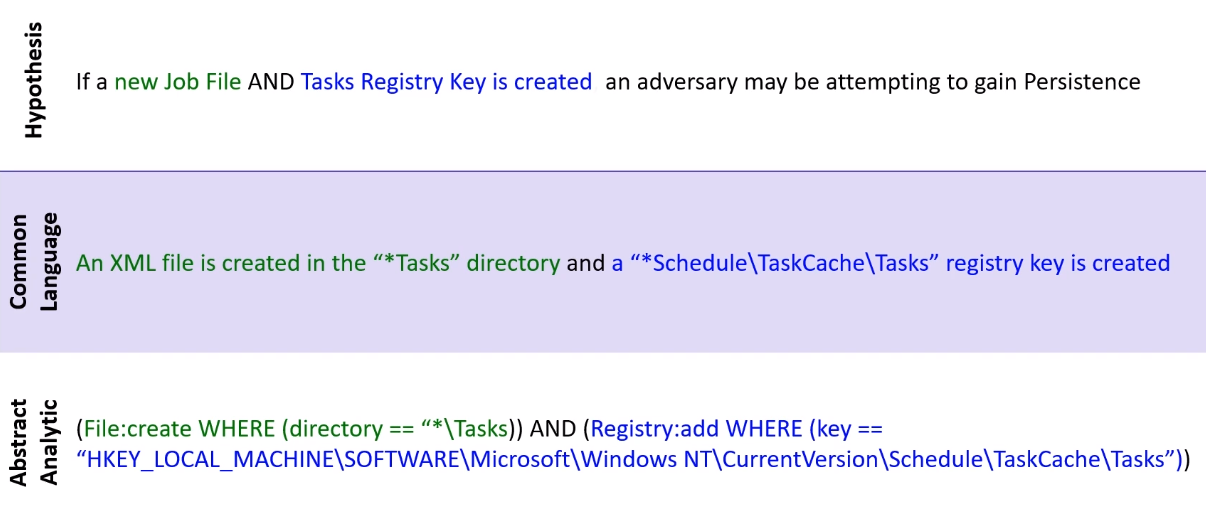 Hypothesis
If a new Job File AND Tasks Registry Key is created an adversary may be attempting to gain Persistence
Common
Language
An XML file is created in the “*Tasks” directory and a “*Schedule\TaskCache\Tasks” registry key is created
Abstract
Analytic
(File:create WHERE (directory == “*\Tasks)) AND (Registry:add WHERE (key ==
“HKEY_LOCAL_MACHINE\SOFTWARE\Microsoft\Windows NT\CurrentVersion\Schedule\TaskCache\Tasks”))